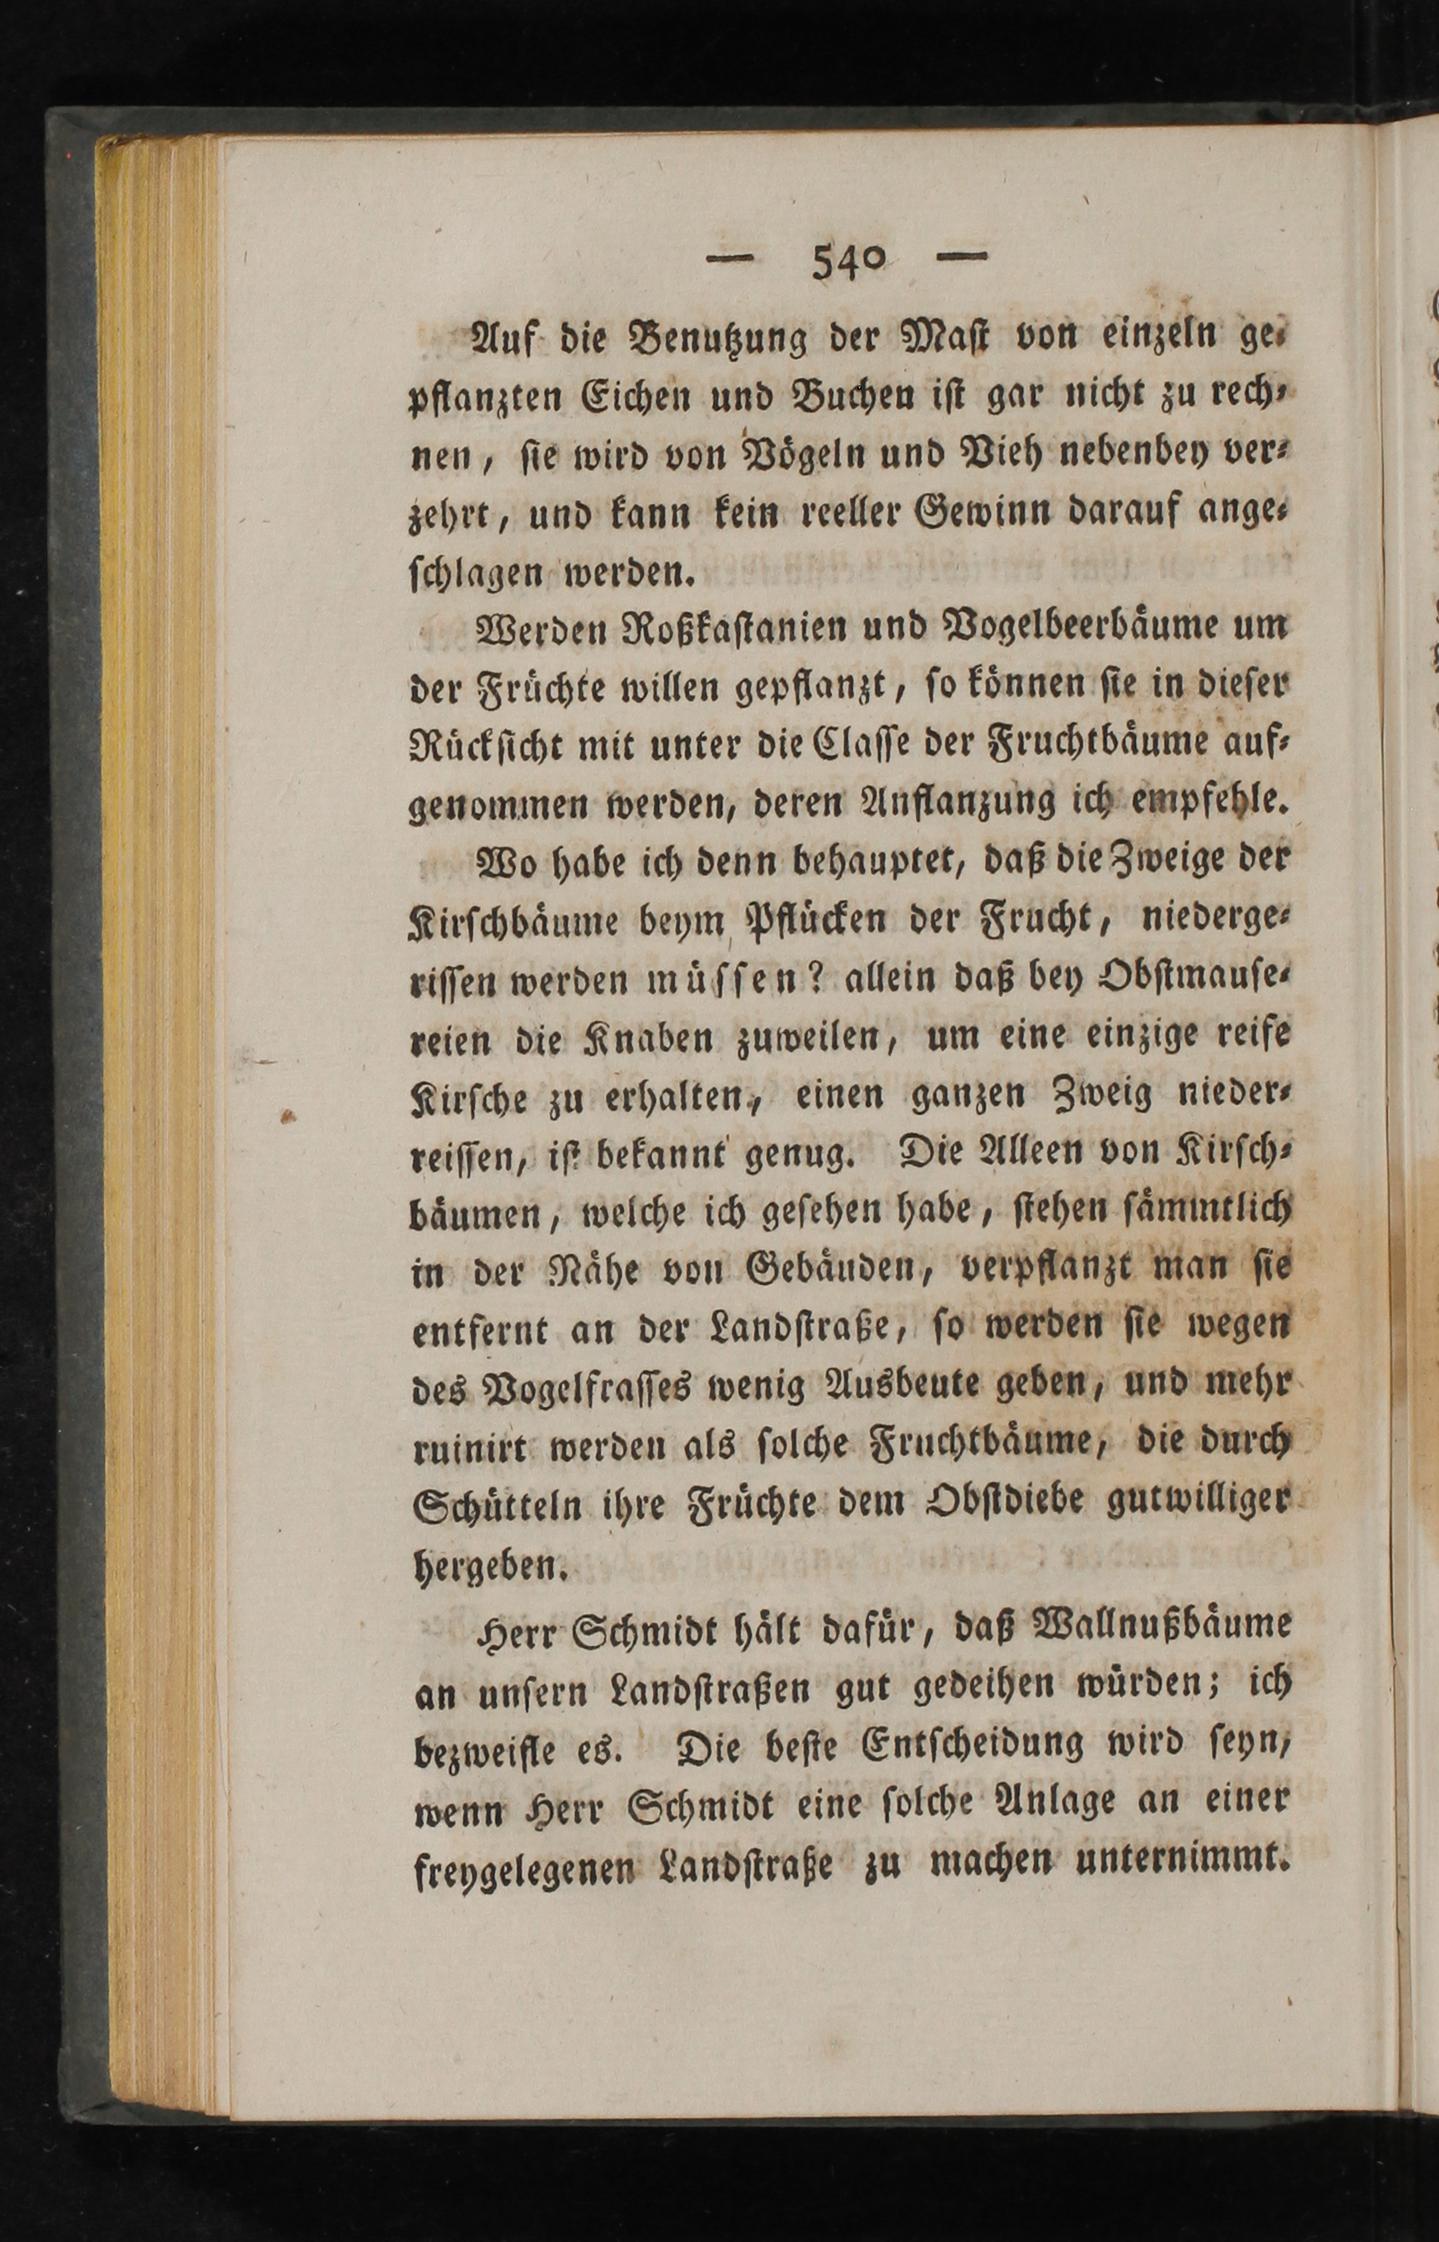 — 540 —
Auf die Benutzung der Maſt von einzeln ge⸗
pflanzten Eichen und Buchen iſt gar nicht zu rech⸗
nen, ſie wird von Vögeln und Vieh nebenbey ver⸗
zehrt, und kann kein reeller Gewinn darauf ange⸗
ſchlagen werden.
Werden Roßkaſtanien und Vogelbeerbäume um
der Früchte willen gepflanzt, ſo können ſie in dieſer
Rückſicht mit unter die Claſſe der Fruchtbäume auf⸗
genommen werden, deren Anflanzung ich empfehle.
Wo habe ich denn behauptet, daß die Zweige der
Kirſchbäume beym Pflücken der Frucht, niederge⸗
riſſen werden müſſen? allein daß bey Obſtmauſe⸗
reien die Knaben zuweilen, um eine einzige reife
Kirſche zu erhalten, einen ganzen Zweig nieder⸗
reiſſen, iſt bekannt genug. Die Alleen von Kirſch⸗
bäumen, welche ich geſehen habe, ſtehen ſämmtlich
in der Nähe von Gebäuden, verpflanzt man ſie
entfernt an der Landſtraße, ſo werden ſie wegen
des Vogelfraſſes wenig Ausbeute geben, und mehr
ruinirt werden als ſolche Fruchtbäume, die durch
Schütteln ihre Früchte dem Obſtdiebe gutwilliger
hergeben.
Herr Schmidt hält dafür, daß Wallnußbäume
an unſern Landſtraßen gut gedeihen würden; ich
bezweifle es. Die beſte Entſcheidung wird ſeyn,
wenn Herr Schmidt eine ſolche Anlage an einer
freygelegenen Landſtraße zu machen unternimmt.